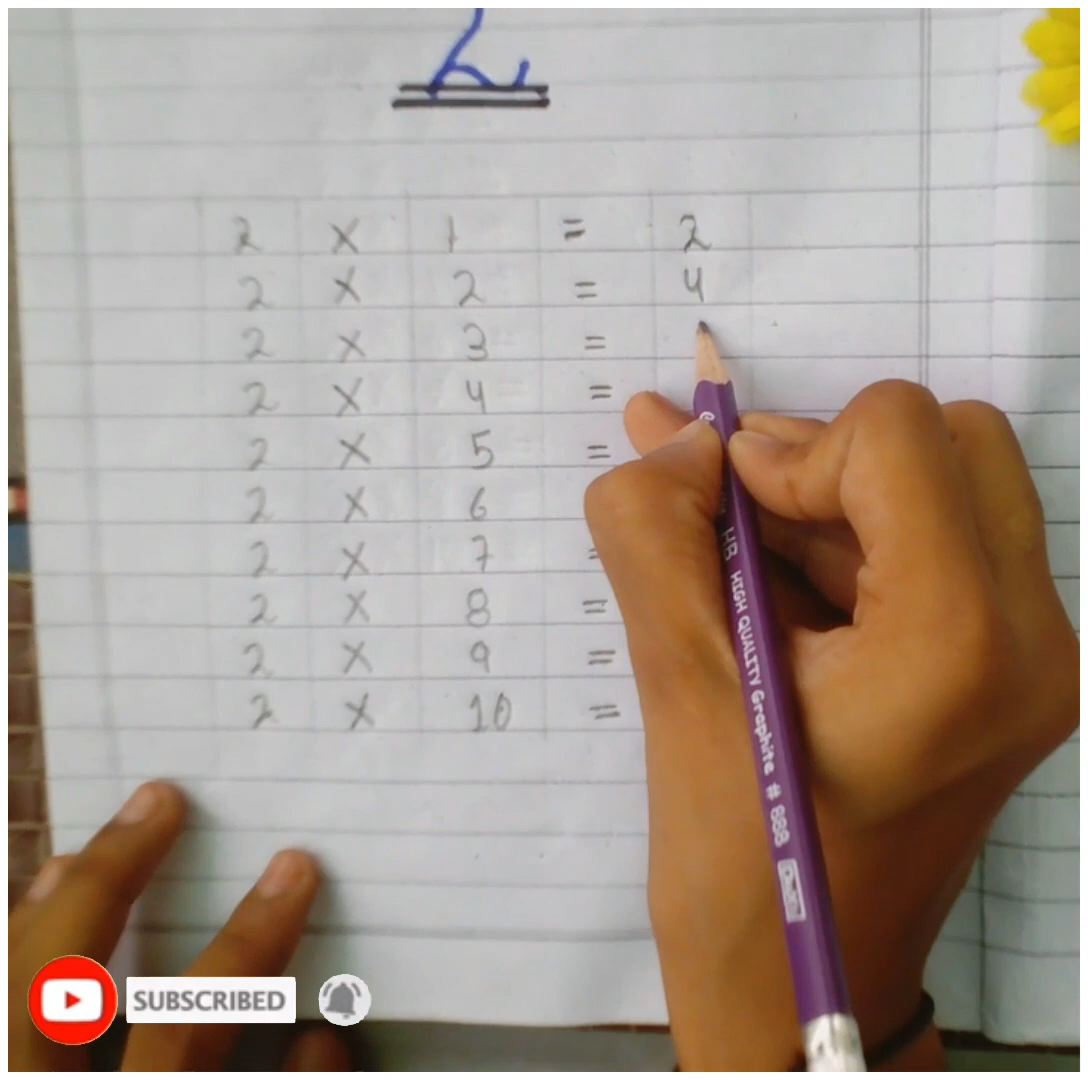 2
2 × 1 = 2
2 × 2 = 4
2 × 3 =
2 × 4 =
2 × 5 =
2 × 6
2 × 7 =
2 × 8 =
2 × 9 =
2 × 10 =
HB HIGH QUALITY Graphite # 888
SUBSCRIBED